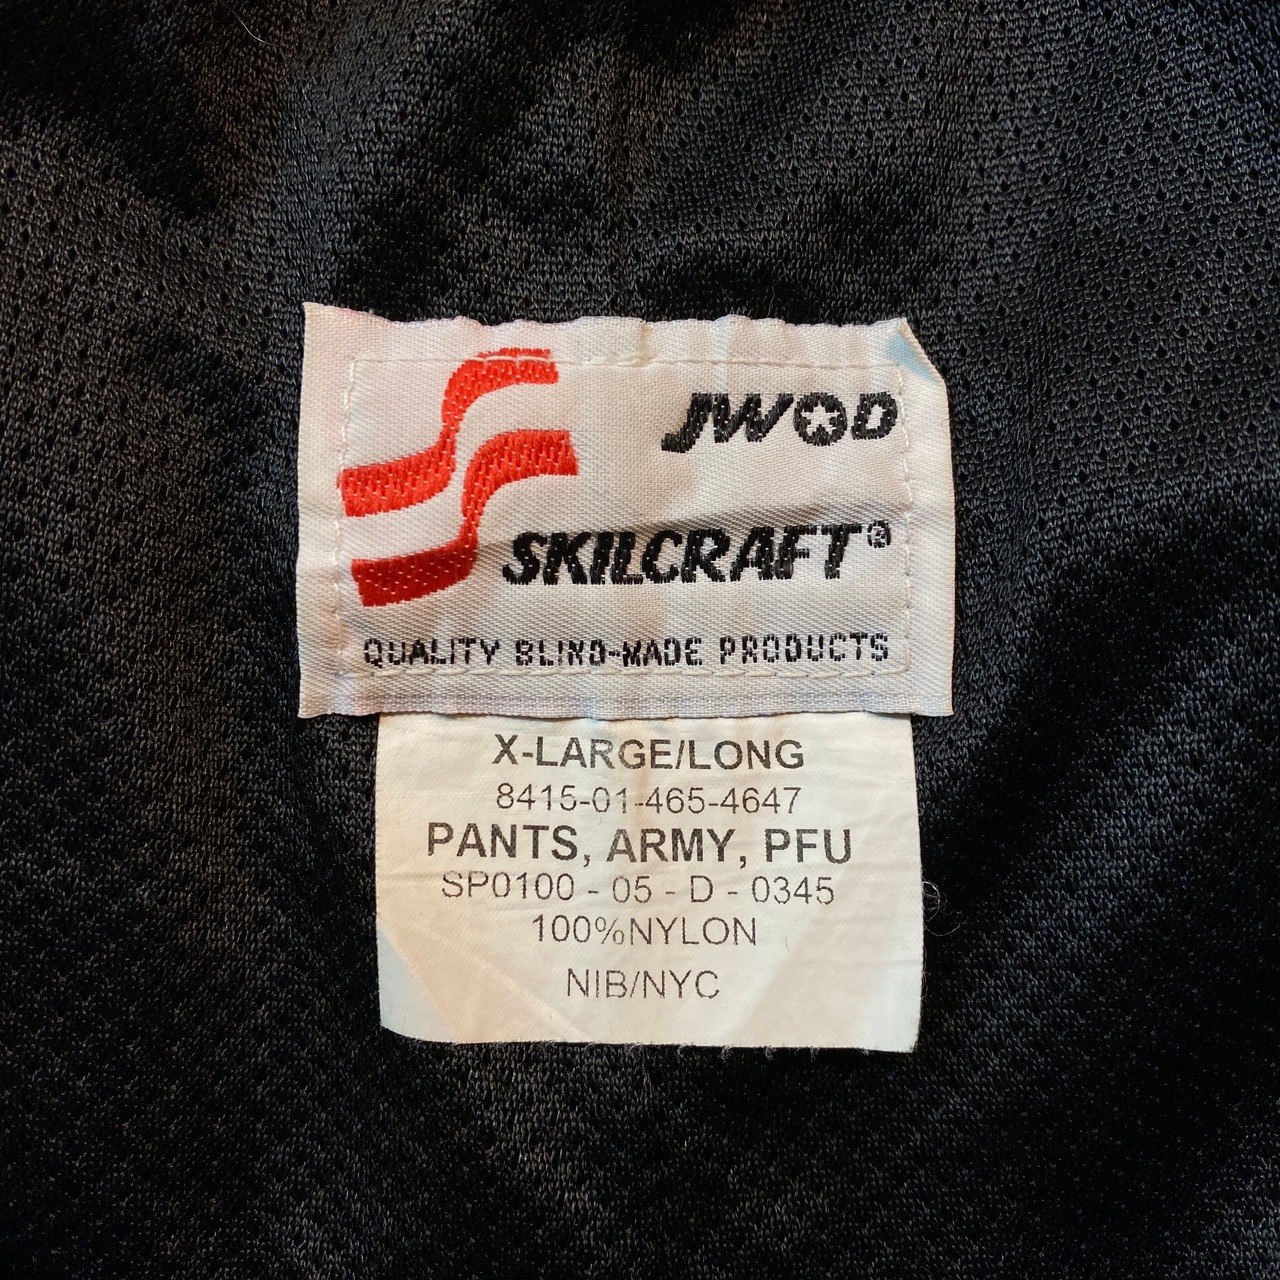 JWOD
SKILCRAFT®
QUALITY BLIND-MADE PRODUCTS
X-LARGE/LONG
8415-01-465-4647
PANTS, ARMY, PFU
SP0100 - 05 - D - 0345
100%NYLON
NIB/NYC